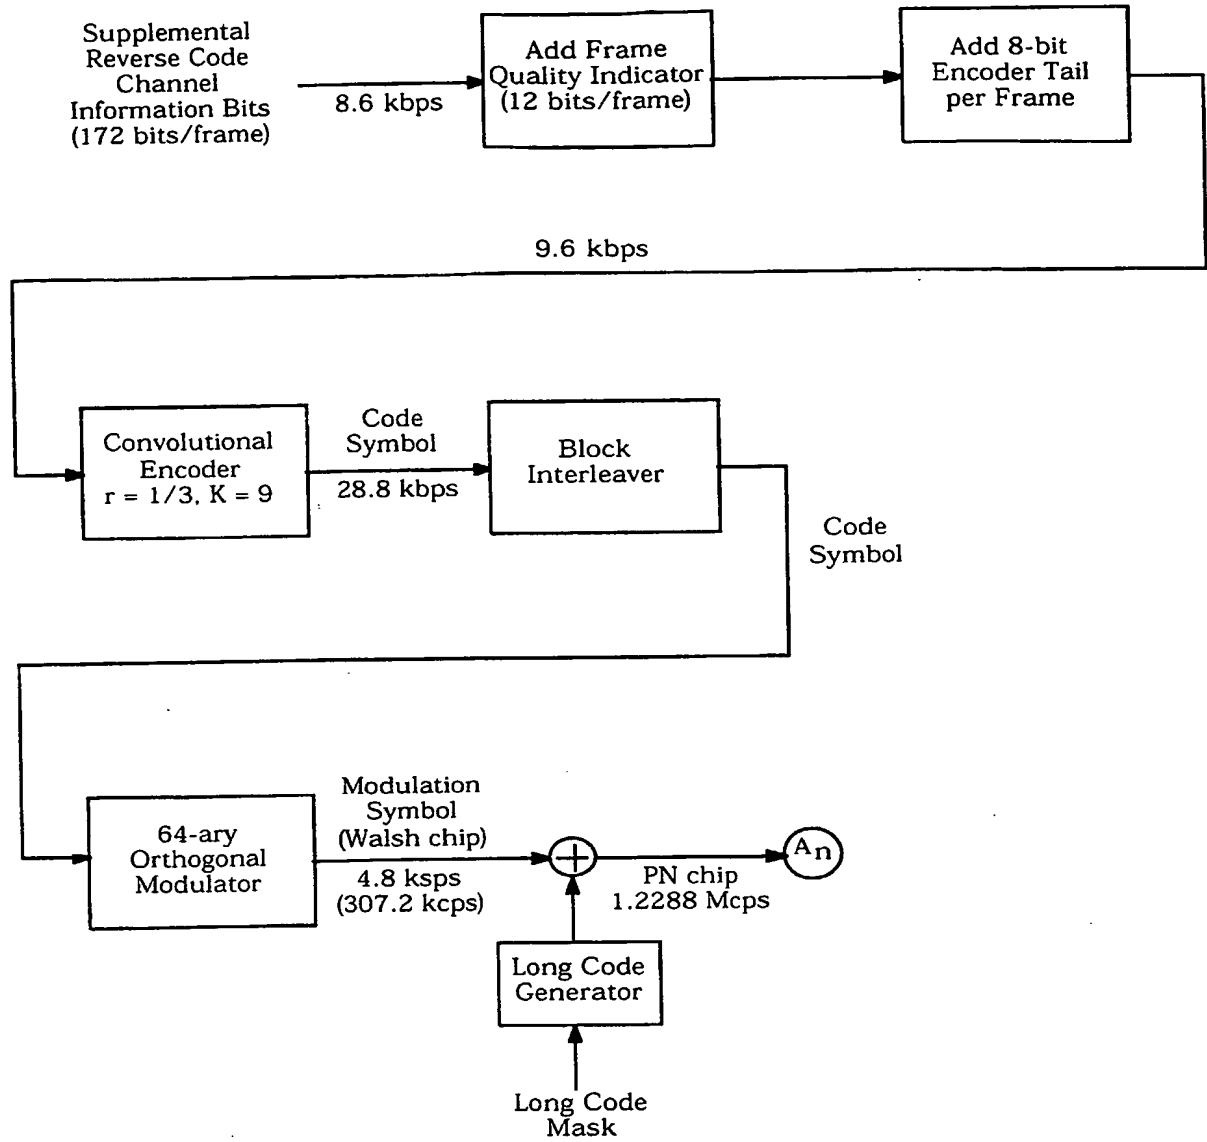 Supplemental
Reverse Code
Channel
Information Bits
(172 bits/frame)
8.6 kbps
Add Frame
Quality Indicator
(12 bits/frame)
Add 8-bit
Encoder Tail
per Frame
9.6 kbps
Convolutional
Encoder
r = 1/3, K = 9
Code
Symbol
28.8 kbps
Block
Interleaver
Code
Symbol
64-ary
Orthogonal
Modulator
Modulation
Symbol
(Walsh chip)
4.8 ksps
(307.2 kcps)
+
PN chip
1.2288 Mcps
An
Long Code
Generator
Long Code
Mask